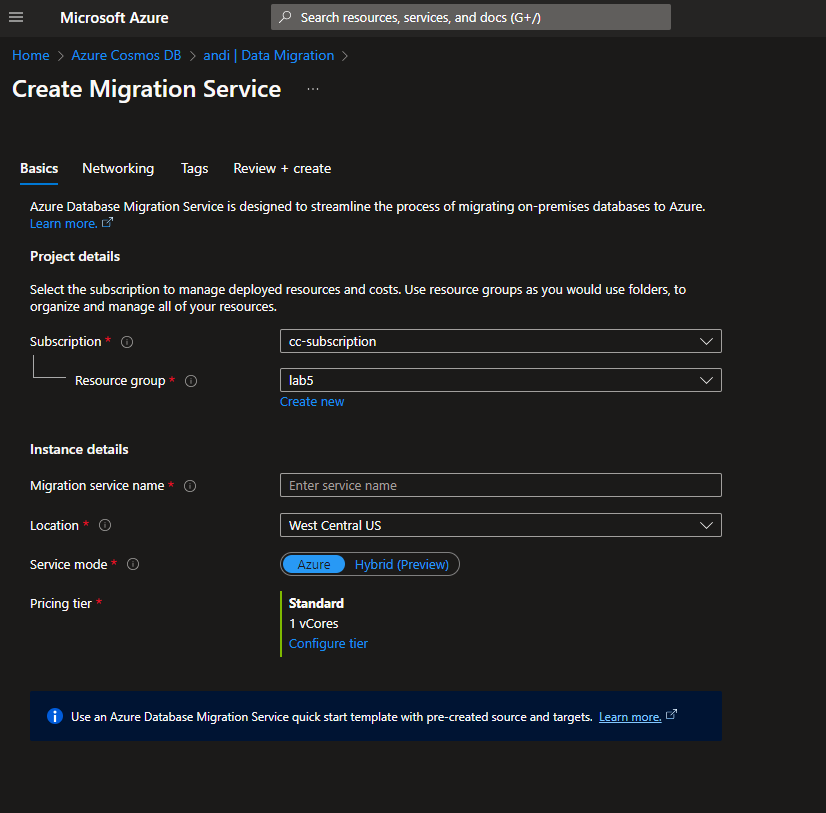 Microsoft Azure
Search resources, services, and docs (G+/)
Home > Azure Cosmos DB > andi | Data Migration >
Create Migration Service ...
Basics Networking Tags Review + create
Azure Database Migration Service is designed to streamline the process of migrating on-premises databases to Azure.
Learn more.
Project details
Select the subscription to manage deployed resources and costs. Use resource groups as you would use folders, to
organize and manage all of your resources.
Subscription * cc-subscription
Resource group * lab5
Create new
Instance details
Migration service name * Enter service name
Location * West Central US
Service mode * Azure Hybrid (Preview)
Pricing tier * Standard
1 vCores
Configure tier
Use an Azure Database Migration Service quick start template with pre-created source and targets. Learn more.